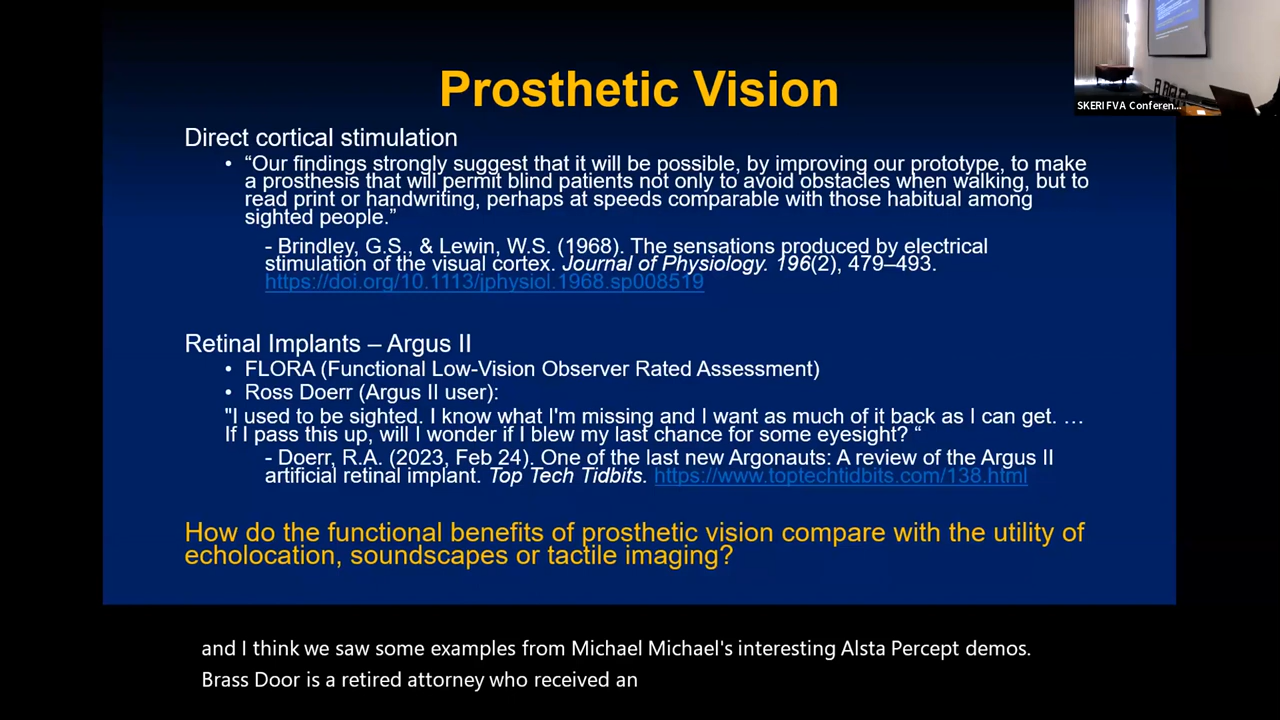 Prosthetic Vision
SKERI FVA Conferen...
Direct cortical stimulation
• “Our findings strongly suggest that it will be possible, by improving our prototype, to make
a prosthesis that will permit blind patients not only to avoid obstacles when walking, but to
read print or handwriting, perhaps at speeds comparable with those habitual among
sighted people.”
- Brindley, G.S., & Lewin, W.S. (1968). The sensations produced by electrical
stimulation of the visual cortex. Journal of Physiology. 196(2), 479–493.
https://doi.org/10.1113/jphysiol.1968.sp008519
Retinal Implants – Argus II
• FLORA (Functional Low-Vision Observer Rated Assessment)
• Ross Doerr (Argus II user):
"I used to be sighted. I know what I'm missing and I want as much of it back as I can get. …
If I pass this up, will I wonder if I blew my last chance for some eyesight? “
- Doerr, R.A. (2023, Feb 24). One of the last new Argonauts: A review of the Argus II
artificial retinal implant. Top Tech Tidbits. https://www.toptechtidbits.com/138.html
How do the functional benefits of prosthetic vision compare with the utility of
echolocation, soundscapes or tactile imaging?
and I think we saw some examples from Michael Michael's interesting Alsta Percept demos.
Brass Door is a retired attorney who received an